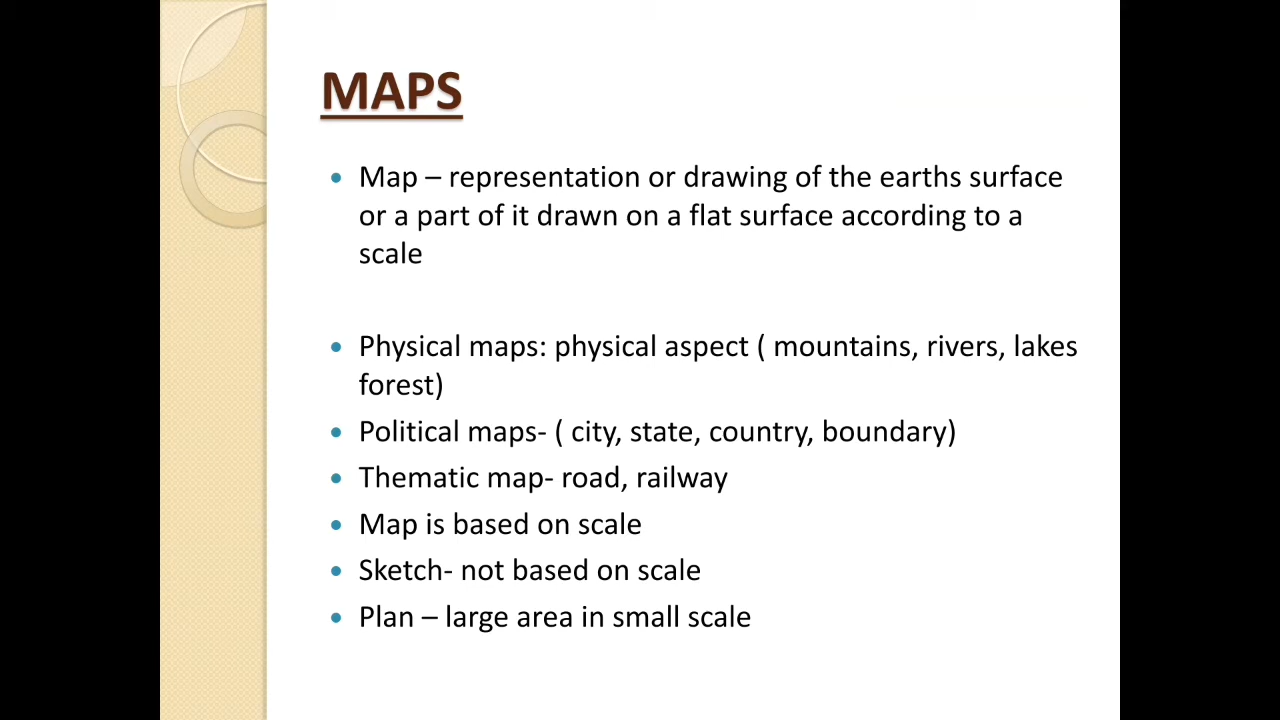 MAPS
• Map – representation or drawing of the earths surface
or a part of it drawn on a flat surface according to a
scale
• Physical maps: physical aspect ( mountains, rivers, lakes
forest)
• Political maps- ( city, state, country, boundary)
• Thematic map- road, railway
• Map is based on scale
• Sketch- not based on scale
• Plan – large area in small scale